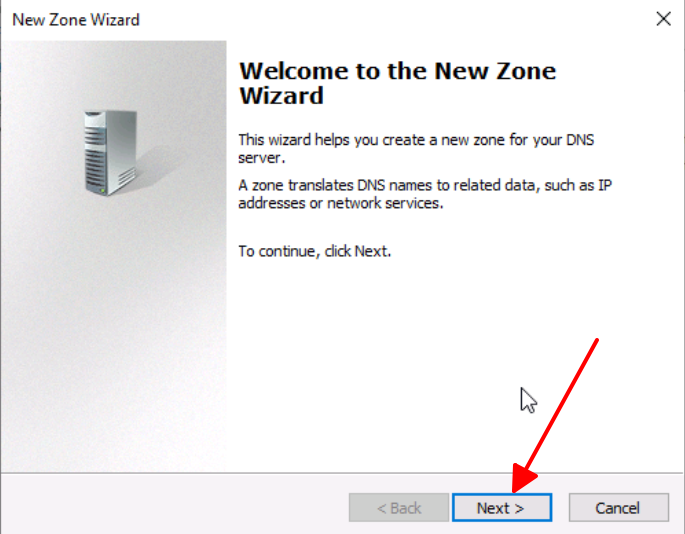 New Zone Wizard
Welcome to the New Zone
Wizard
This wizard helps you create a new zone for your DNS
server.
A zone translates DNS names to related data, such as IP
addresses or network services.
To continue, click Next.
< Back
Next >
Cancel